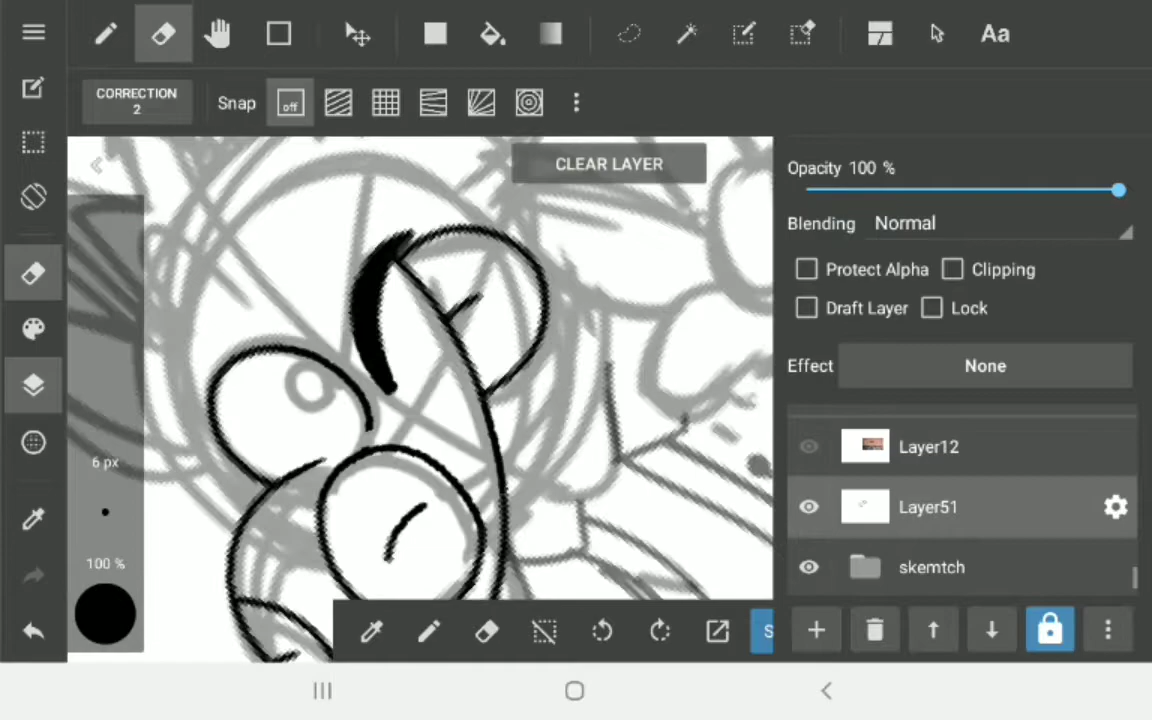 Aa
CORRECTION
2
Snap
off
CLEAR LAYER
Opacity 100 %
Blending Normal
Protect Alpha Clipping
Draft Layer Lock
Effect None
6 px
100 %
Layer12
Layer51
skemtch
S